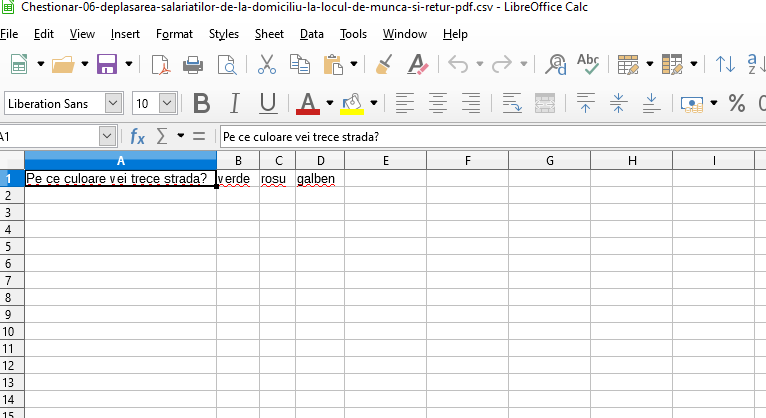 Chestionar-06-deplasarea-salariatilor-de-la-domiciliu-la-locul-de-munca-si-retur-pdf.csv - LibreOffice Calc
File Edit View Insert Format Styles Sheet Data Tools Window Help
Abc
a
z
Liberation Sans 10 B I U A %
A1 fx Σ = Pe ce culoare vei trece strada?
A B C D E F G H I
1 Pe ce culoare vei trece strada? verde rosu galben
2
3
4
5
6
7
8
9
10
11
12
13
14
15